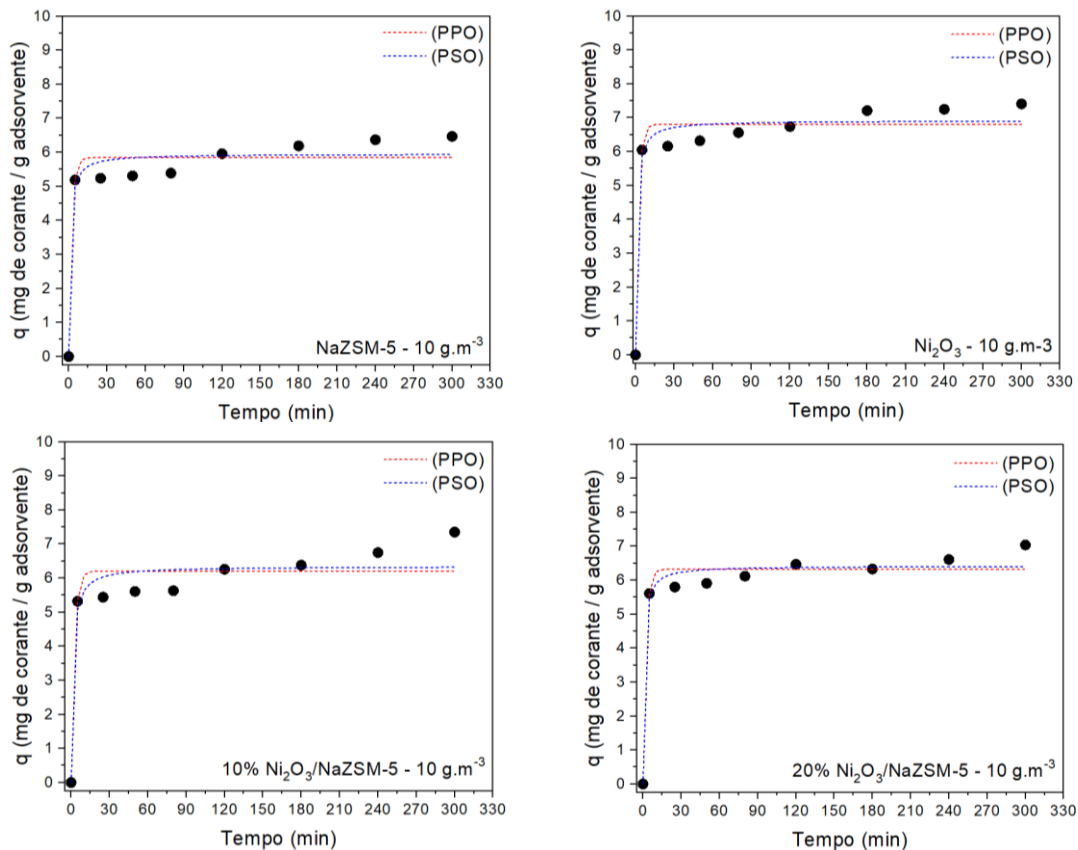 10
9
8
7
6
5
4
3
2
1
0
q (mg de corante / g adsorvente)
(PPO)
(PSO)
NaZSM-5 - 10 g.m⁻³
0 30 60 90 120 150 180 210 240 270 300 330
Tempo (min)
10
9
8
7
6
5
4
3
2
1
0
q (mg de corante / g adsorvente)
(PPO)
(PSO)
Ni₂O₃ - 10 g.m-3
0 30 60 90 120 150 180 210 240 270 300 330
Tempo (min)
10
9
8
7
6
5
4
3
2
1
0
q (mg de corante / g adsorvente)
(PPO)
(PSO)
10% Ni₂O₃/NaZSM-5 - 10 g.m⁻³
0 30 60 90 120 150 180 210 240 270 300 330
Tempo (min)
10
9
8
7
6
5
4
3
2
1
0
q (mg de corante / g adsorvente)
(PPO)
(PSO)
20% Ni₂O₃/NaZSM-5 - 10 g.m⁻³
0 30 60 90 120 150 180 210 240 270 300 330
Tempo (min)